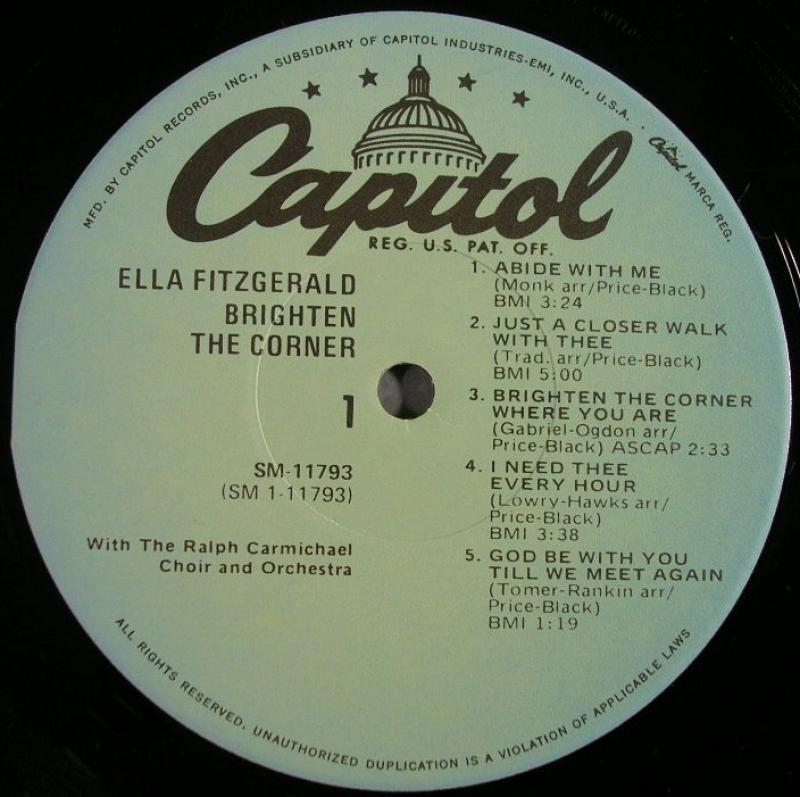 MFD. BY CAPITOL RECORDS, INC., A SUBSIDIARY OF CAPITOL INDUSTRIES-EMI, INC., U.S.A. . Capitol MARCA REG.
Capitol
REG. U.S. PAT. OFF.
ELLA FITZGERALD
BRIGHTEN
THE CORNER
1
SM-11793
(SM 1-11793)
With The Ralph Carmichael
Choir and Orchestra
1. ABIDE WITH ME
(Monk arr/Price-Black)
BMI 3:24
2. JUST A CLOSER WALK
WITH THEE
(Trad. arr/Price-Black)
BMI 5:00
3. BRIGHTEN THE CORNER
WHERE YOU ARE
(Gabriel-Ogdon arr/
Price-Black) ASCAP 2:33
4. I NEED THEE
EVERY HOUR
(Lowry-Hawks arr/
Price-Black)
BMI 3:38
5. GOD BE WITH YOU
TILL WE MEET AGAIN
(Tomer-Rankin arr/
Price-Black)
BMI 1:19
ALL RIGHTS RESERVED. UNAUTHORIZED DUPLICATION IS A VIOLATION OF APPLICABLE LAWS